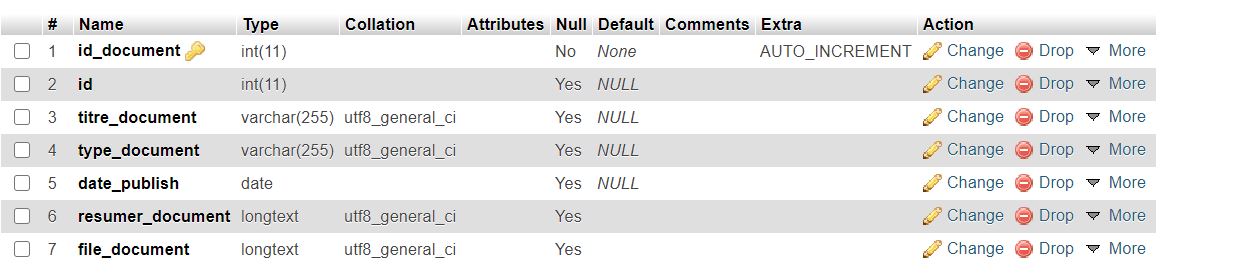 # Name Type Collation Attributes Null Default Comments Extra Action
1 id_document int(11) No None AUTO_INCREMENT Change Drop More
2 id int(11) Yes NULL Change Drop More
3 titre_document varchar(255) utf8_general_ci Yes NULL Change Drop More
4 type_document varchar(255) utf8_general_ci Yes NULL Change Drop More
5 date_publish date Yes NULL Change Drop More
6 resumer_document longtext utf8_general_ci Yes Change Drop More
7 file_document longtext utf8_general_ci Yes Change Drop More